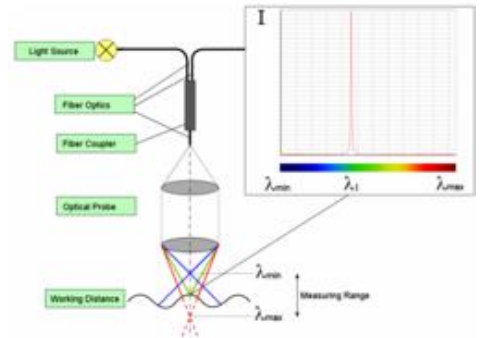 I
Light Source
Fiber Optics
Fiber Coupler
λmin
λ1
λmax
Optical Probe
λmin
Working Distance
Measuring Range
λmax